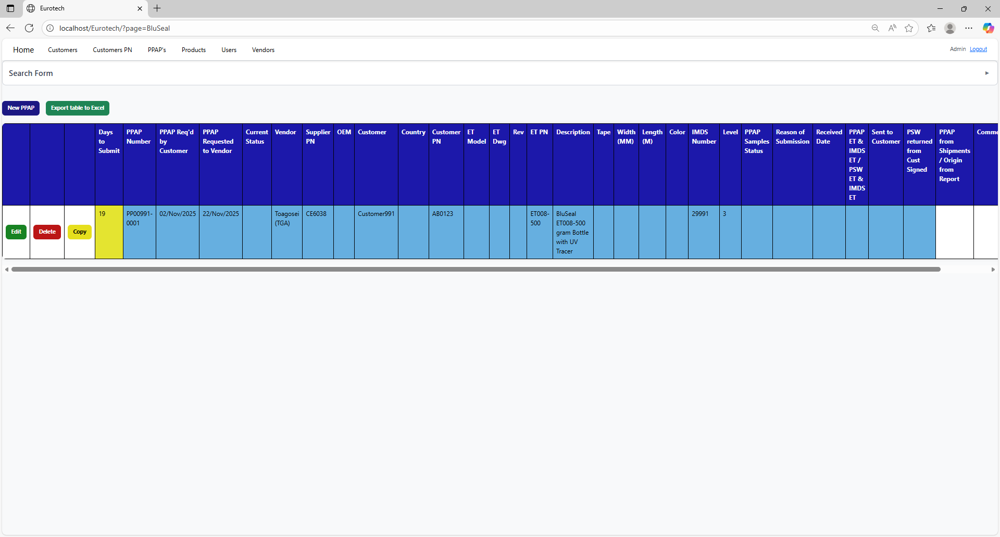 Eurotech
localhost/Eurotech/?page=BluSeal
Home Customers Customers PN PPAP's Products Users Vendors Admin Logout
Search Form
New PPAP Export table to Excel
Days to Submit
PPAP Number
PPAP Req'd by Customer
PPAP Requested to Vendor
Current Status
Vendor
Supplier PN
OEM
Customer
Country
Customer PN
ET Model
ET Dwg
Rev
ET PN
Description
Tape
Width (MM)
Length (M)
Color
IMDS Number
Level
PPAP Samples Status
Reason of Submission
Received Date
PPAP ET & IMDS ET / PSW ET & IMDS ET
Sent to Customer
PSW returned from Cust Signed
PPAP from Shipments / Origin from Report
Comme
Edit
Delete
Copy
19
PP00991-0001
02/Nov/2025
22/Nov/2025
Toagosei (TGA)
CE6038
Customer991
AB0123
ET008-500
BluSeal ET008-500 gram Bottle with UV Tracer
29991
3